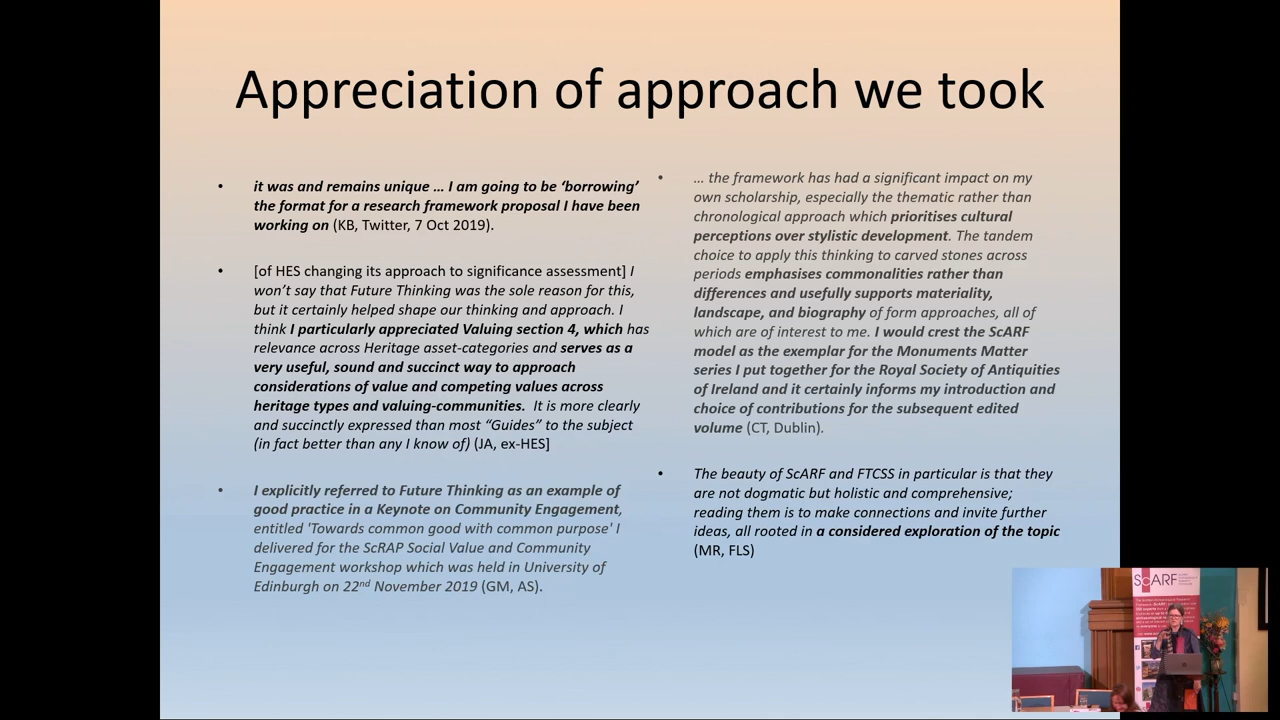 Appreciation of approach we took
• it was and remains unique … I am going to be ‘borrowing’
the format for a research framework proposal I have been
working on (KB, Twitter, 7 Oct 2019).
• [of HES changing its approach to significance assessment] I
won’t say that Future Thinking was the sole reason for this,
but it certainly helped shape our thinking and approach. I
think I particularly appreciated Valuing section 4, which has
relevance across Heritage asset-categories and serves as a
very useful, sound and succinct way to approach
considerations of value and competing values across
heritage types and valuing-communities. It is more clearly
and succinctly expressed than most “Guides” to the subject
(in fact better than any I know of) (JA, ex-HES]
• I explicitly referred to Future Thinking as an example of
good practice in a Keynote on Community Engagement,
entitled 'Towards common good with common purpose' I
delivered for the ScRAP Social Value and Community
Engagement workshop which was held in University of
Edinburgh on 22nd November 2019 (GM, AS).
• … the framework has had a significant impact on my
own scholarship, especially the thematic rather than
chronological approach which prioritises cultural
perceptions over stylistic development. The tandem
choice to apply this thinking to carved stones across
periods emphasises commonalities rather than
differences and usefully supports materiality,
landscape, and biography of form approaches, all of
which are of interest to me. I would crest the ScARF
model as the exemplar for the Monuments Matter
series I put together for the Royal Society of Antiquities
of Ireland and it certainly informs my introduction and
choice of contributions for the subsequent edited
volume (CT, Dublin).
• The beauty of ScARF and FTCSS in particular is that they
are not dogmatic but holistic and comprehensive;
reading them is to make connections and invite further
ideas, all rooted in a considered exploration of the topic
(MR, FLS)
ScARF